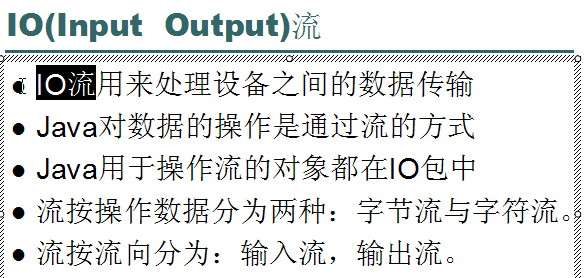 IO(Input Output)流
● IO流用来处理设备之间的数据传输
● Java对数据的操作是通过流的方式
● Java用于操作流的对象都在IO包中
● 流按操作数据分为两种：字节流与字符流。
● 流按流向分为：输入流，输出流。